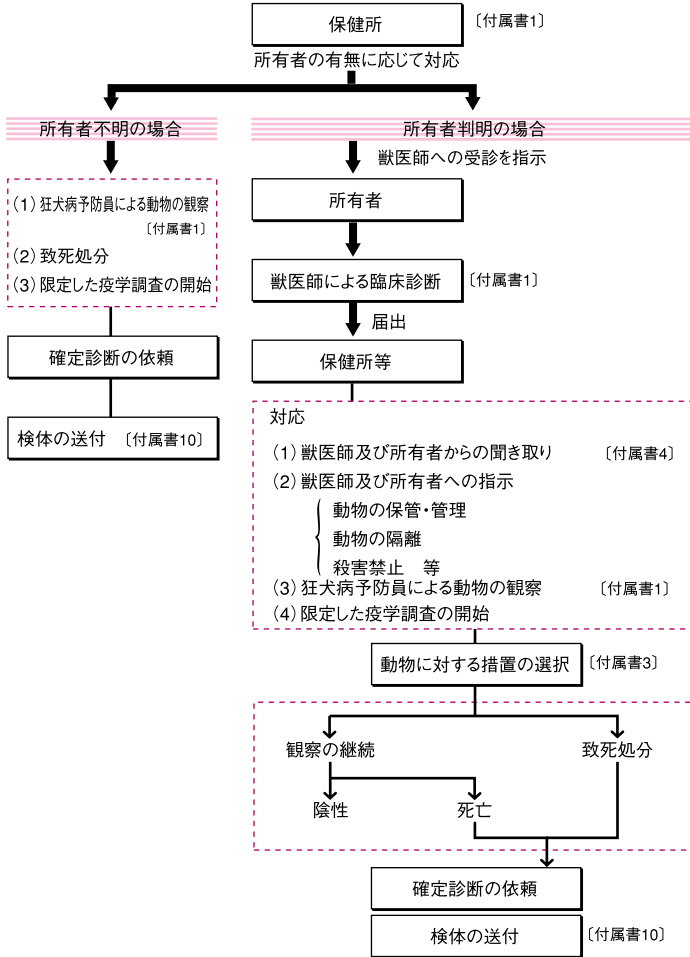 保健所 〔付属書1〕
所有者の有無に応じて対応
所有者不明の場合
(1)狂犬病予防員による動物の観察
〔付属書1〕
(2)致死処分
(3)限定した疫学調査の開始
確定診断の依頼
検体の送付 〔付属書10〕
所有者判明の場合
獣医師への受診を指示
所有者
獣医師による臨床診断 〔付属書1〕
届出
保健所等
対応
(1)獣医師及び所有者からの聞き取り 〔付属書4〕
(2)獣医師及び所有者への指示
動物の保管・管理
動物の隔離
殺害禁止 等
(3)狂犬病予防員による動物の観察 〔付属書1〕
(4)限定した疫学調査の開始
動物に対する措置の選択 〔付属書3〕
観察の継続 致死処分
陰性 死亡
確定診断の依頼
検体の送付 〔付属書10〕